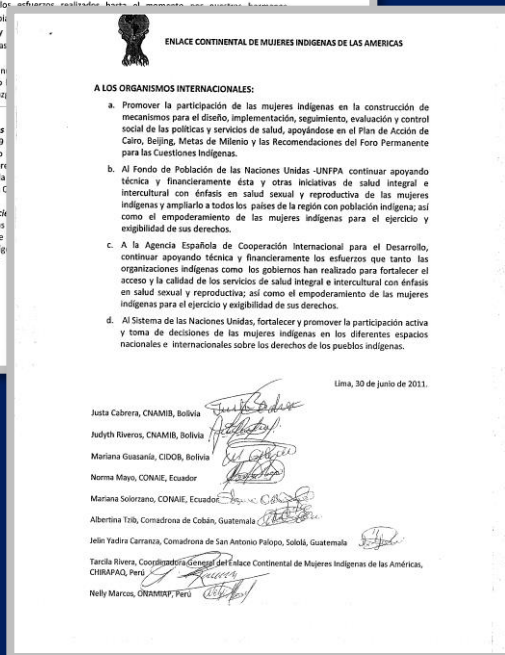 los esfuerzos realizados hasta el momento por nuestras hermanas
ENLACE CONTINENTAL DE MUJERES INDIGENAS DE LAS AMERICAS
A LOS ORGANISMOS INTERNACIONALES:
a. Promover la participación de las mujeres indígenas en la construcción de
mecanismos para el diseño, implementación, seguimiento, evaluación y control
social de las políticas y servicios de salud, apoyándose en el Plan de Acción de
Cairo, Beijing, Metas de Milenio y las Recomendaciones del Foro Permanente
para las Cuestiones Indígenas.
b. Al Fondo de Población de las Naciones Unidas -UNFPA continuar apoyando
técnica y financieramente ésta y otras iniciativas de salud integral e
intercultural con énfasis en salud sexual y reproductiva de las mujeres
indígenas y ampliarlo a todos los países de la región con población indígena; así
como el empoderamiento de las mujeres indígenas para el ejercicio y
exigibilidad de sus derechos.
c. A la Agencia Española de Cooperación Internacional para el Desarrollo,
continuar apoyando técnica y financieramente los esfuerzos que tanto las
organizaciones indígenas como los gobiernos han realizado para fortalecer el
acceso y la calidad de los servicios de salud integral e intercultural con énfasis
en salud sexual y reproductiva; así como el empoderamiento de las mujeres
indígenas para el ejercicio y exigibilidad de sus derechos.
d. Al Sistema de las Naciones Unidas, fortalecer y promover la participación activa
y toma de decisiones de las mujeres indígenas en los diferentes espacios
nacionales e internacionales sobre los derechos de los pueblos indígenas.
Lima, 30 de junio de 2011.
Justa Cabrera, CNAMIB, Bolivia
Judyth Riveros, CNAMIB, Bolivia
Mariana Guasanía, CIDOB, Bolivia
Norma Mayo, CONAIE, Ecuador
Mariana Solorzano, CONAIE, Ecuador
Albertina Tzib, Comadrona de Cobán, Guatemala
Jelin Yadira Carranza, Comadrona de San Antonio Palopo, Sololá, Guatemala
Tarcila Rivera, Coordinadora General del Enlace Continental de Mujeres Indígenas de las Américas,
CHIRAPAQ, Perú
Nelly Marcos, ONAMIAP, Perú